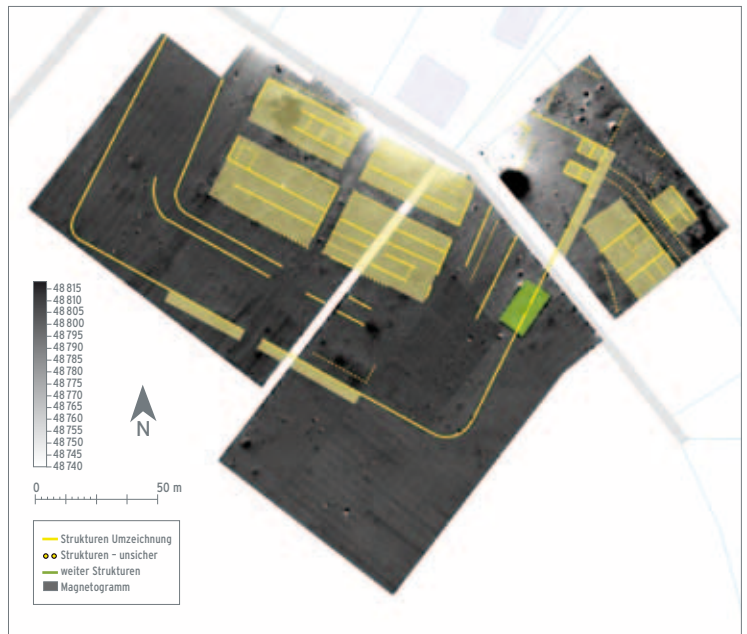 48 815
48 805
48 800
48 795
48 790
48 785
48 780
48 775
48 770
48 765
48 760
48 755
48 750
48 745
48 740
N
0 50 m
Strukturen Umzeichnung
Strukturen – unsicher
weiter Strukturen
Magnetogramm